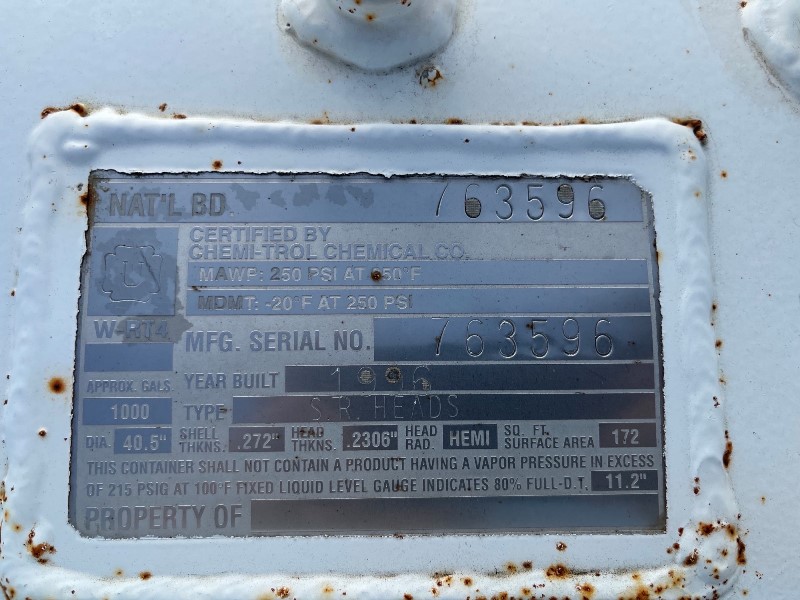 NAT'L BD. 763596
U
CERTIFIED BY
CHEMI-TROL CHEMICAL CO.
MAWP: 250 PSI AT 650°F
MDMT: -20°F AT 250 PSI
W-RT4
MFG. SERIAL NO. 763596
YEAR BUILT 1996
APPROX. GALS.
1000
TYPE S.R. HEADS
DIA. 40.5" SHELL THKNS. .272" HEAD THKNS. .2306" HEAD RAD. HEMI SQ. FT. SURFACE AREA 172
THIS CONTAINER SHALL NOT CONTAIN A PRODUCT HAVING A VAPOR PRESSURE IN EXCESS
OF 215 PSIG AT 100°F FIXED LIQUID LEVEL GAUGE INDICATES 80% FULL-D.T. 11.2"
PROPERTY OF